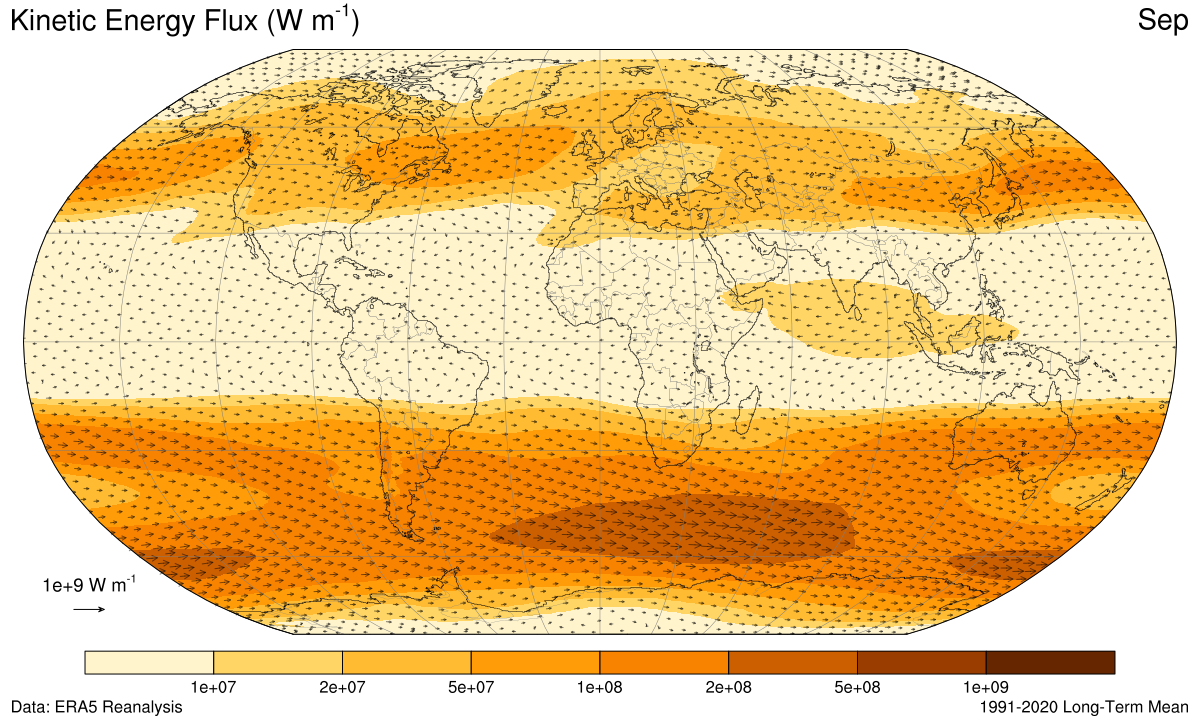 Kinetic Energy Flux (W m⁻¹)
Sep
1e+9 W m⁻¹
1e+07 2e+07 5e+07 1e+08 2e+08 5e+08 1e+09
Data: ERA5 Reanalysis
1991-2020 Long-Term Mean